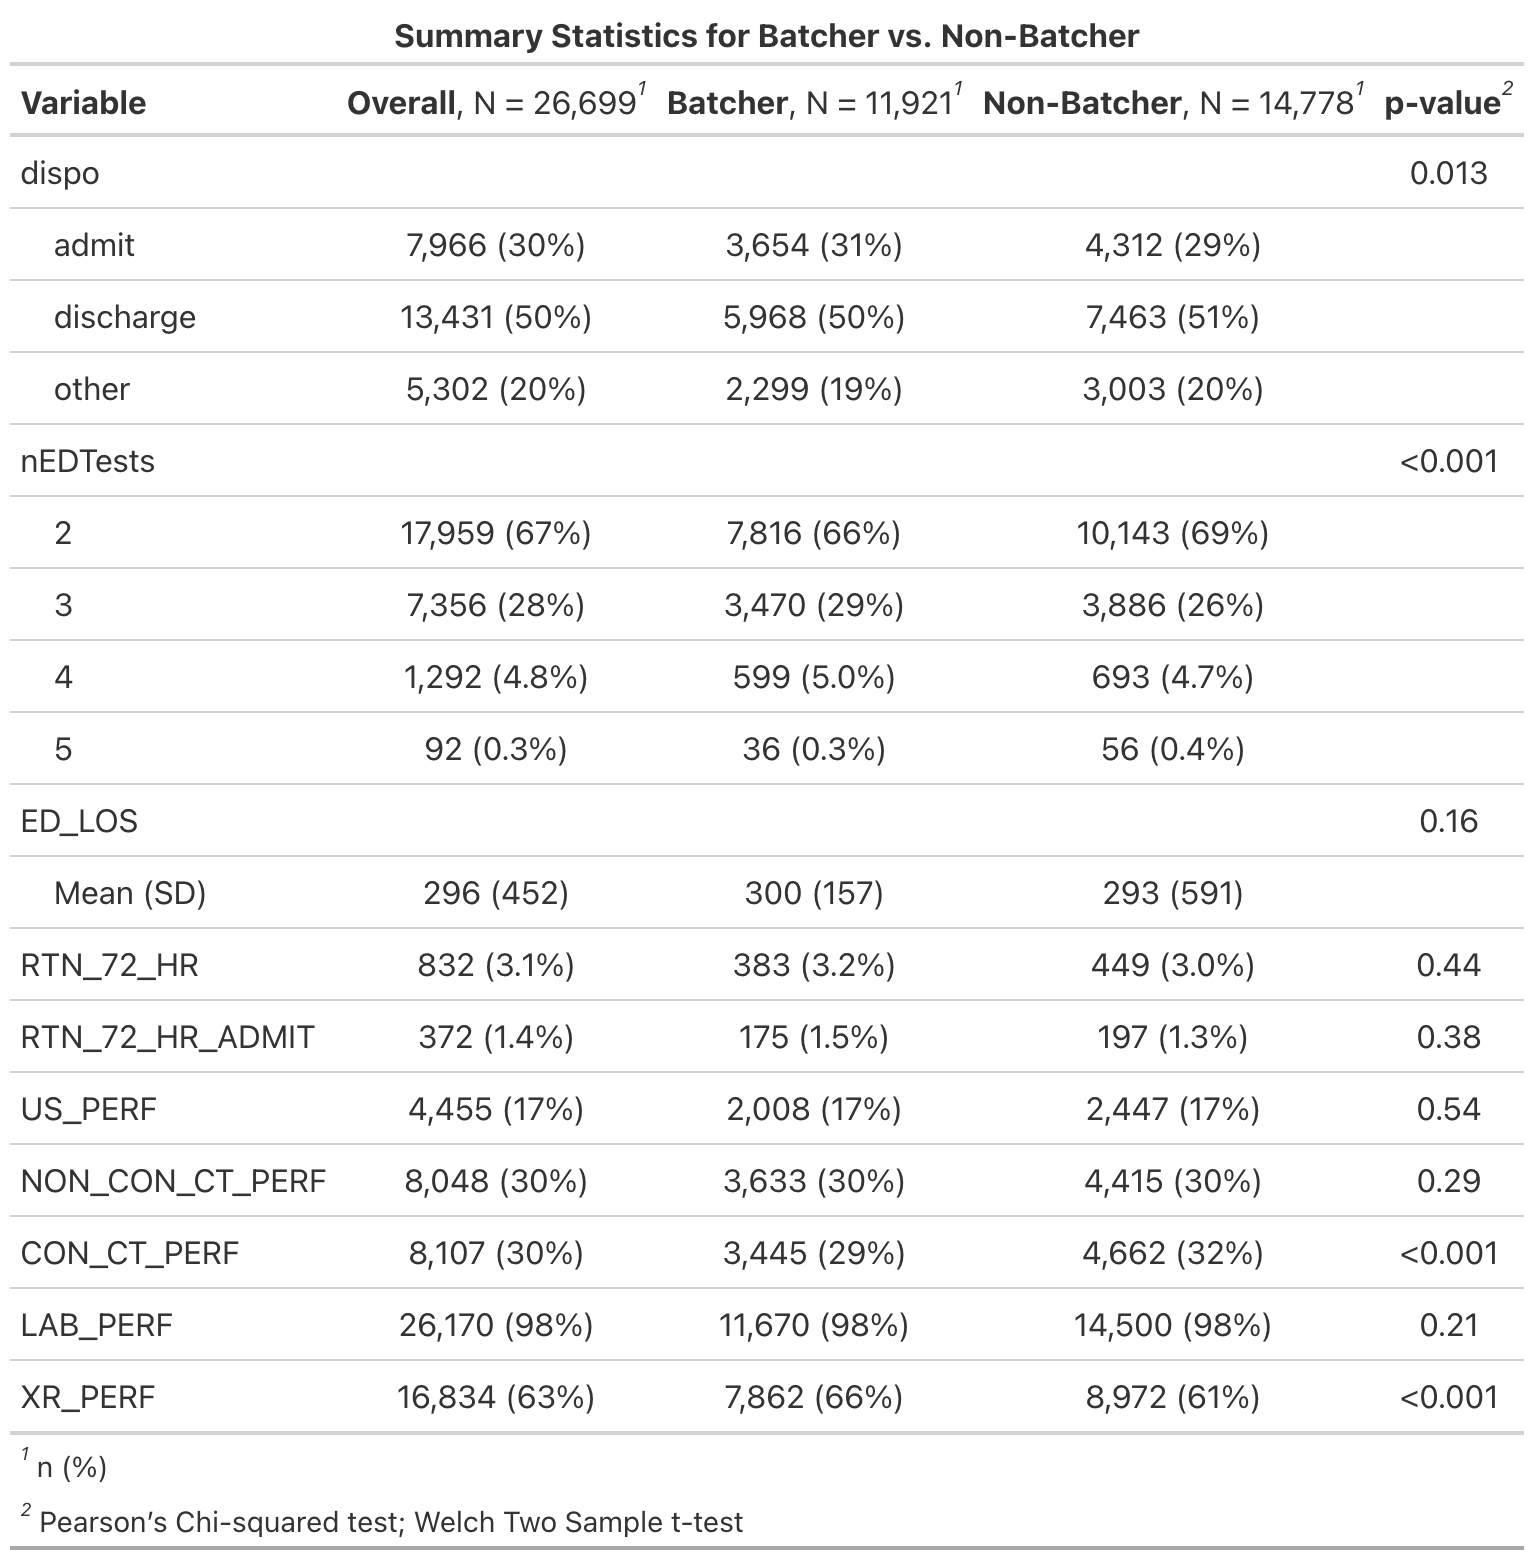 Summary Statistics for Batcher vs. Non-Batcher
Variable Overall, N = 26,699¹ Batcher, N = 11,921¹ Non-Batcher, N = 14,778¹ p-value²
dispo 0.013
admit 7,966 (30%) 3,654 (31%) 4,312 (29%)
discharge 13,431 (50%) 5,968 (50%) 7,463 (51%)
other 5,302 (20%) 2,299 (19%) 3,003 (20%)
nEDTests <0.001
2 17,959 (67%) 7,816 (66%) 10,143 (69%)
3 7,356 (28%) 3,470 (29%) 3,886 (26%)
4 1,292 (4.8%) 599 (5.0%) 693 (4.7%)
5 92 (0.3%) 36 (0.3%) 56 (0.4%)
ED_LOS 0.16
Mean (SD) 296 (452) 300 (157) 293 (591)
RTN_72_HR 832 (3.1%) 383 (3.2%) 449 (3.0%) 0.44
RTN_72_HR_ADMIT 372 (1.4%) 175 (1.5%) 197 (1.3%) 0.38
US_PERF 4,455 (17%) 2,008 (17%) 2,447 (17%) 0.54
NON_CON_CT_PERF 8,048 (30%) 3,633 (30%) 4,415 (30%) 0.29
CON_CT_PERF 8,107 (30%) 3,445 (29%) 4,662 (32%) <0.001
LAB_PERF 26,170 (98%) 11,670 (98%) 14,500 (98%) 0.21
XR_PERF 16,834 (63%) 7,862 (66%) 8,972 (61%) <0.001
¹ n (%)
² Pearson’s Chi-squared test; Welch Two Sample t-test